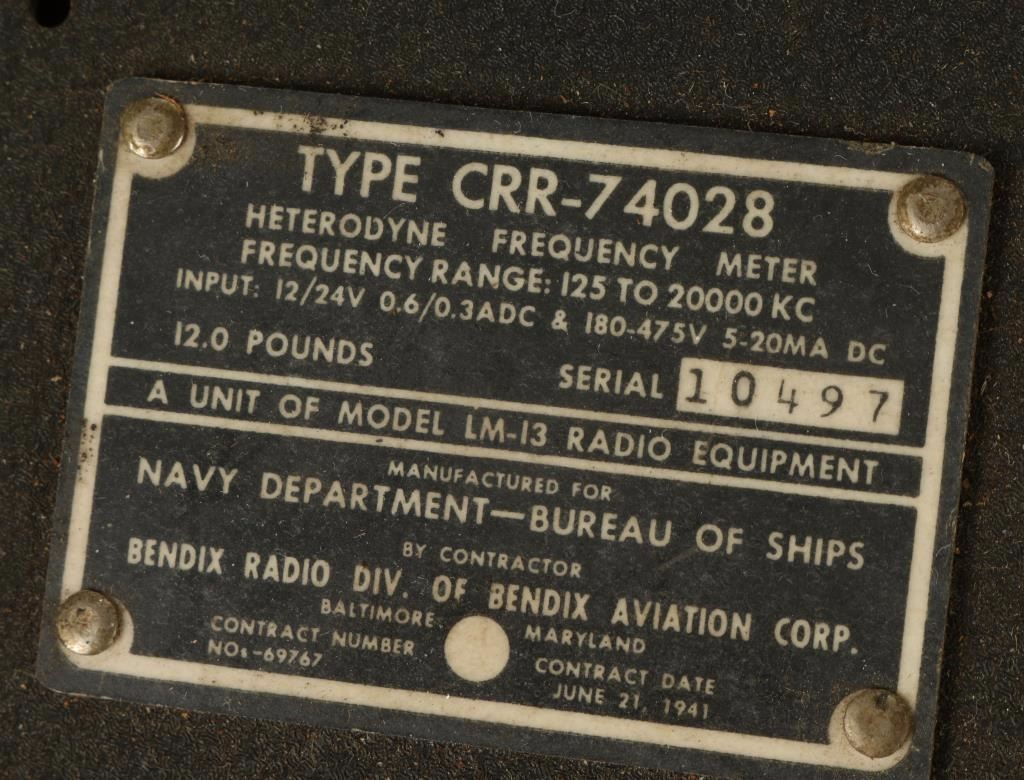 TYPE CRR-74028
HETERODYNE FREQUENCY METER
FREQUENCY RANGE: 125 TO 20000 KC
INPUT: 12/24V 0.6/0.3ADC & 180-475V 5-20MA DC
12.0 POUNDS
SERIAL 10497
A UNIT OF MODEL LM-13 RADIO EQUIPMENT
MANUFACTURED FOR
NAVY DEPARTMENT—BUREAU OF SHIPS
BY CONTRACTOR
BENDIX RADIO DIV. OF BENDIX AVIATION CORP.
BALTIMORE, MARYLAND
CONTRACT NUMBER
NOs-69767
CONTRACT DATE
JUNE 21, 1941